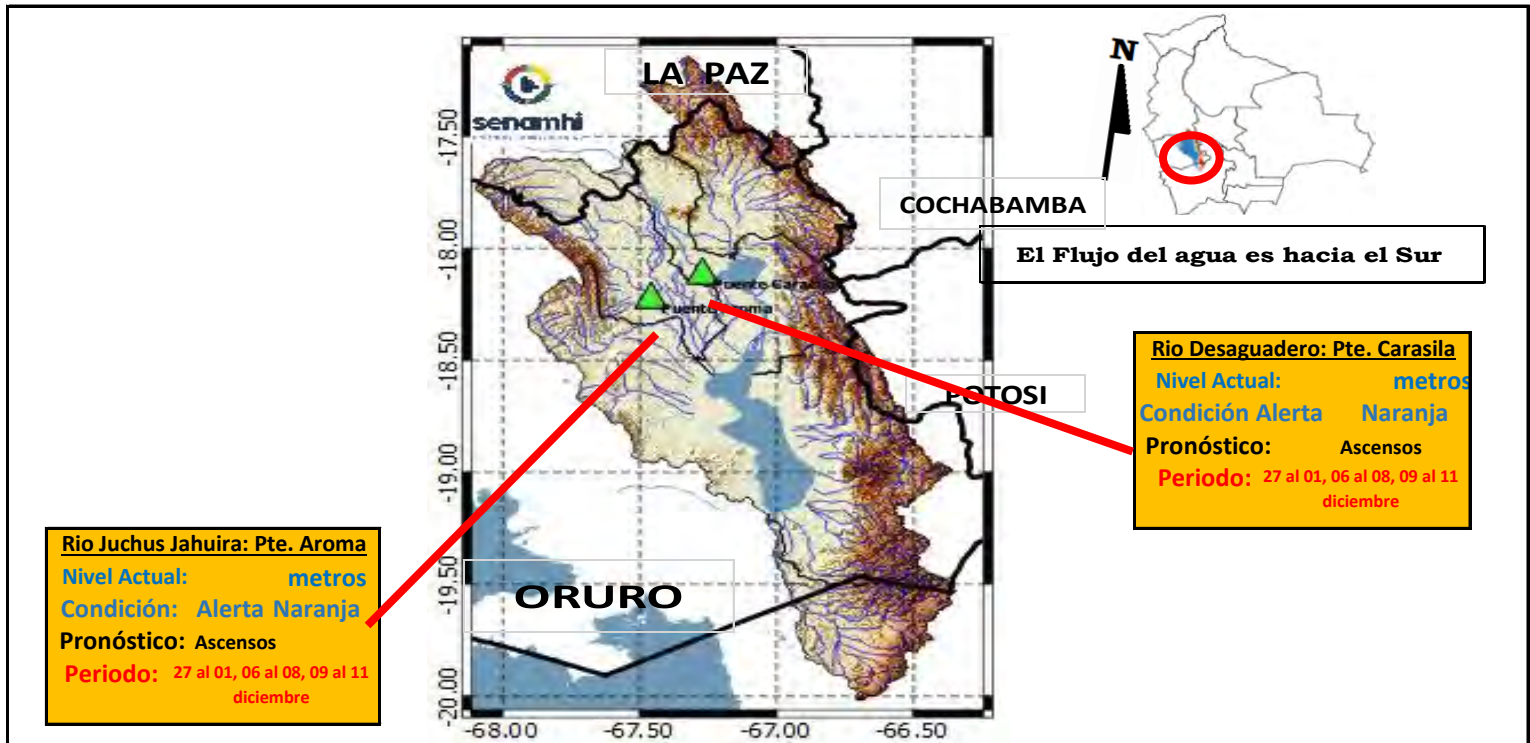 LA PAZ
senamhi
N
COCHABAMBA
El Flujo del agua es hacia el Sur
POTOSI
ORURO
Puente
Puente
Rio Desaguadero: Pte. Carasila
Nivel Actual: metros
Condición Alerta Naranja
Pronóstico: Ascensos
Periodo: 27 al 01, 06 al 08, 09 al 11
diciembre
Rio Juchus Jahuira: Pte. Aroma
Nivel Actual: metros
Condición: Alerta Naranja
Pronóstico: Ascensos
Periodo: 27 al 01, 06 al 08, 09 al 11
diciembre
-17.50
-18.00
-18.50
-19.00
-19.50
-20.00
-68.00 -67.50 -67.00 -66.50